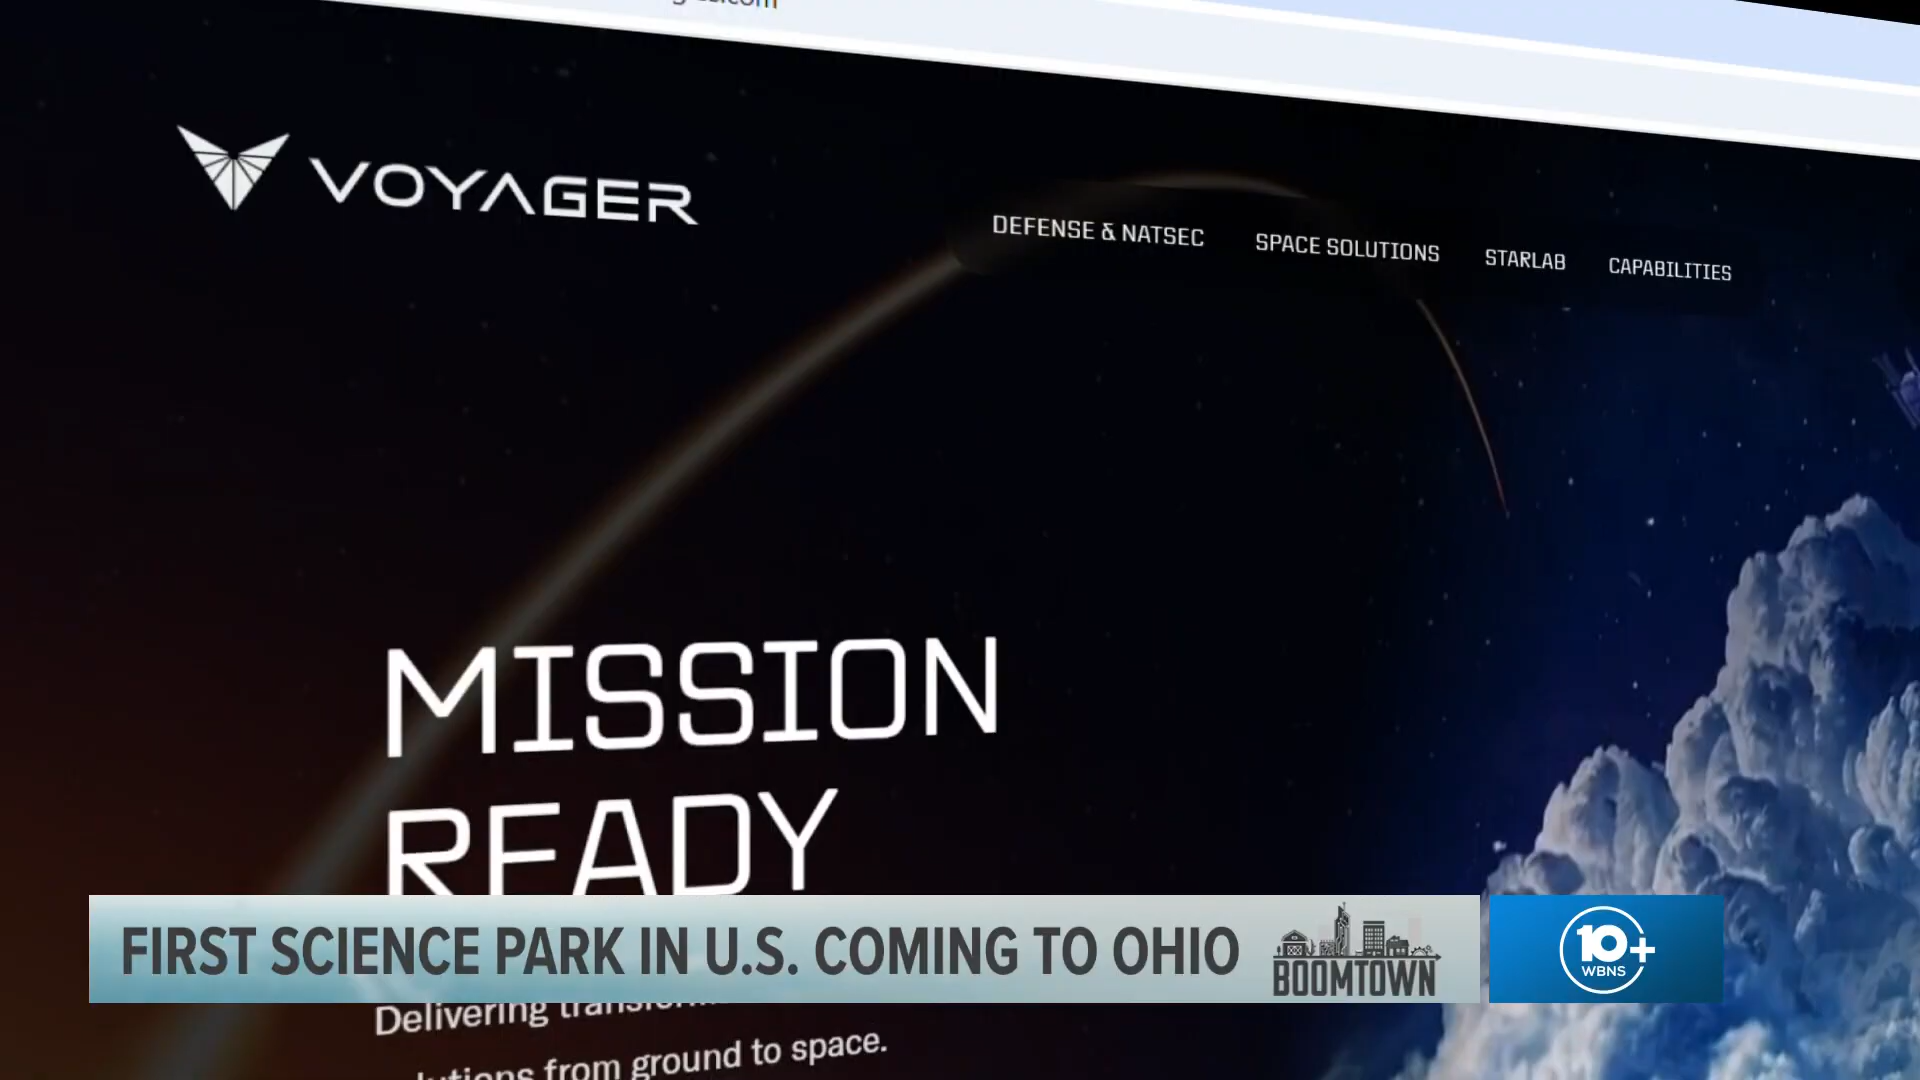 VOYAGER
DEFENSE & NATSEC SPACE SOLUTIONS STARLAB CAPABILITIES
MISSION
READY
FIRST SCIENCE PARK IN U.S. COMING TO OHIO
BOOMTOWN
10+
WBNS
Delivering
from ground to space.